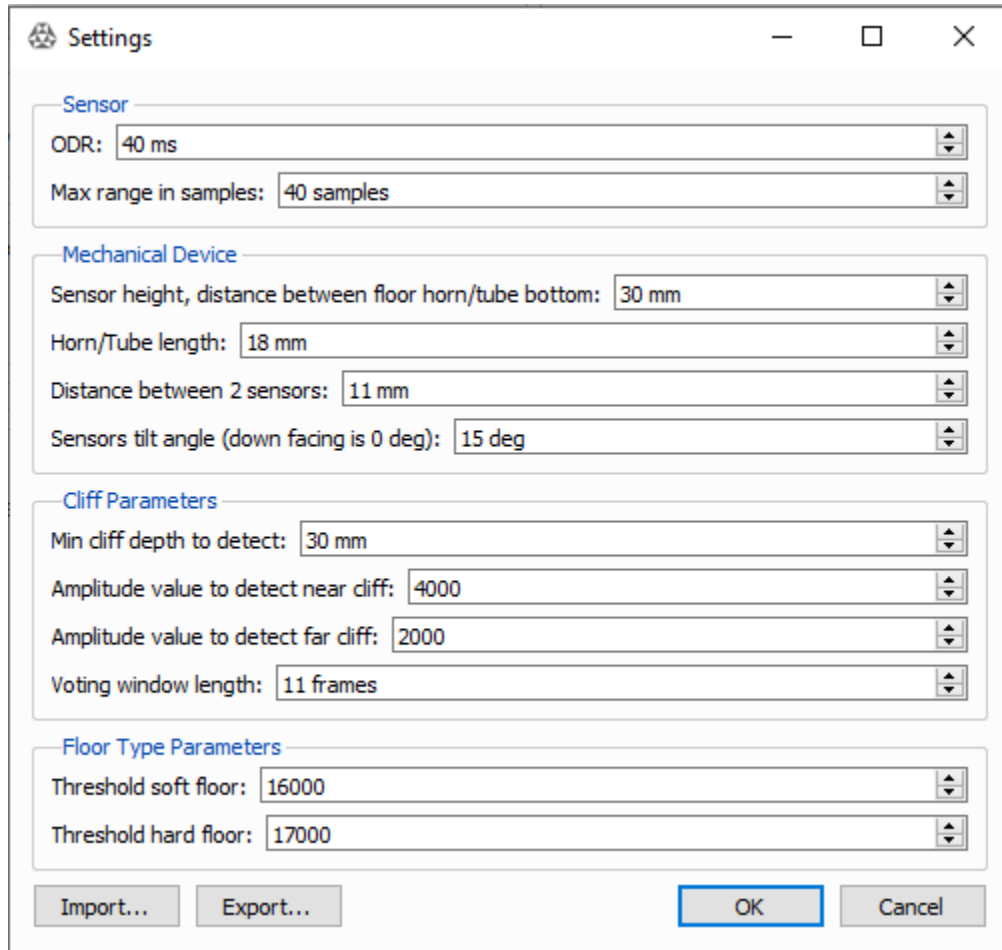 Settings
Sensor
ODR: 40 ms
Max range in samples: 40 samples
Mechanical Device
Sensor height, distance between floor horn/tube bottom: 30 mm
Horn/Tube length: 18 mm
Distance between 2 sensors: 11 mm
Sensors tilt angle (down facing is 0 deg): 15 deg
Cliff Parameters
Min cliff depth to detect: 30 mm
Amplitude value to detect near cliff: 4000
Amplitude value to detect far cliff: 2000
Voting window length: 11 frames
Floor Type Parameters
Threshold soft floor: 16000
Threshold hard floor: 17000
Import... Export... OK Cancel